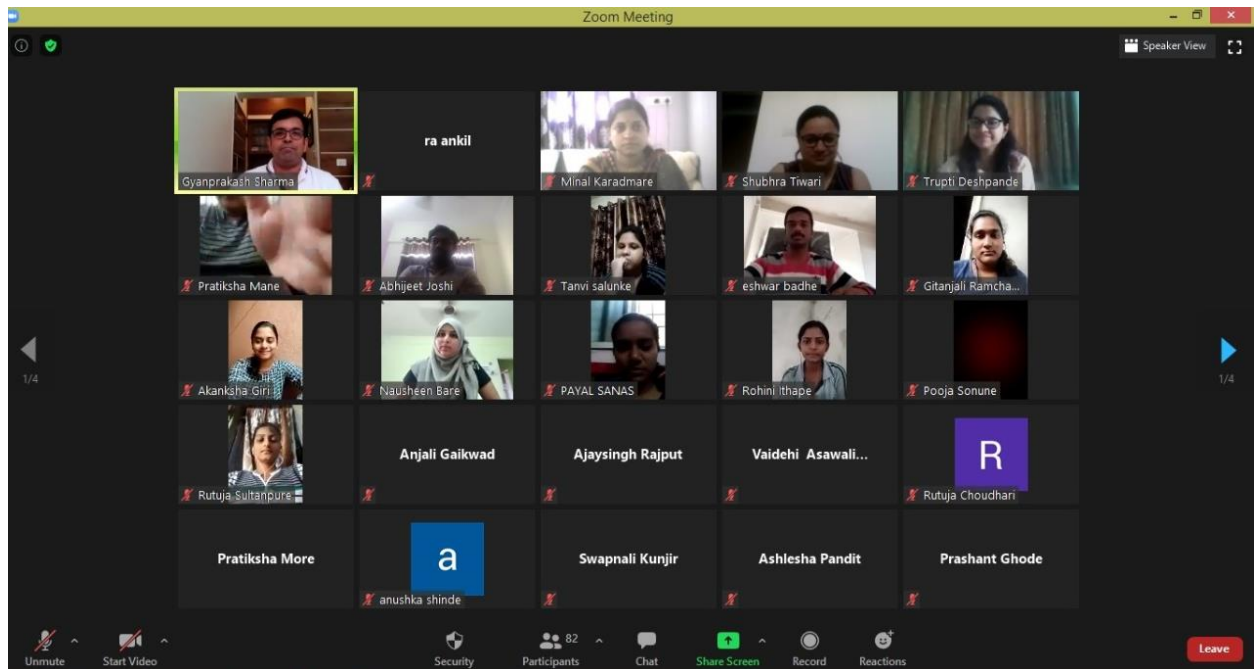 Zoom Meeting
Speaker View
Gyanprakash Sharma
ra ankil
Minal Karadmare
Shubhra Tiwari
Trupti Deshpande
Pratiksha Mane
Abhijeet Joshi
Tanvi salunke
eshwar badhe
Gitanjali Ramcha...
1/4
Akanksha Giri
Nausheen Bare
PAYAL SANAS
Rohini Ithape
Pooja Sonune
1/4
Rutuja Sultanpure
Anjali Gaikwad
Ajaysingh Rajput
Vaidehi Asawali...
R
Rutuja Choudhari
Pratiksha More
a
anushka shinde
Swapnali Kunjir
Ashlesha Pandit
Prashant Ghode
Unmute
Start Video
Security
82
Participants
Chat
Share Screen
Record
Reactions
Leave